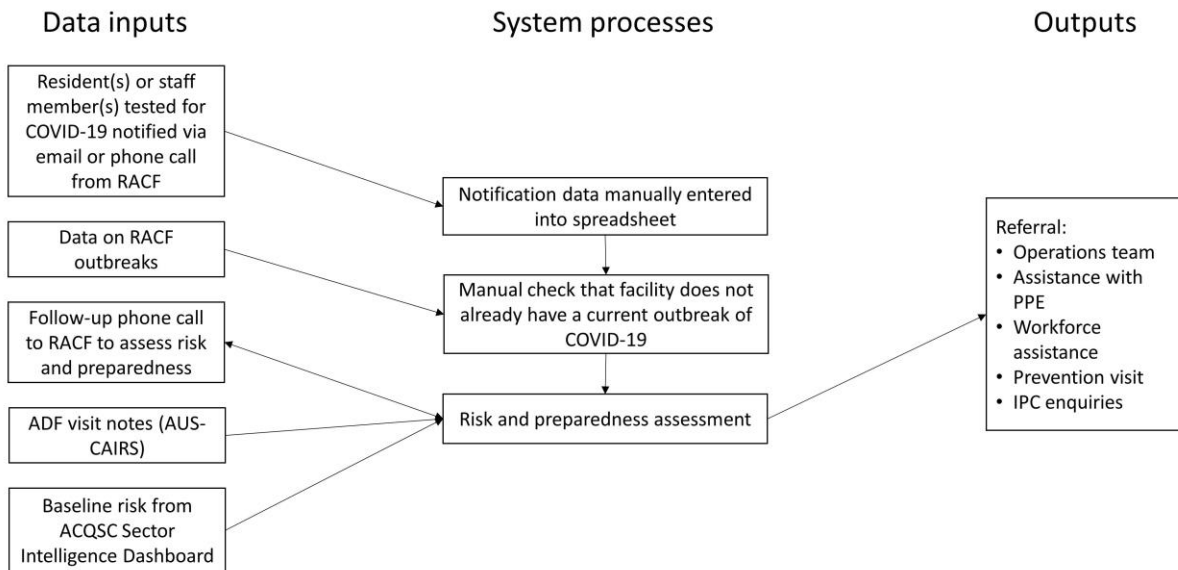 Data inputs
System processes
Outputs
Resident(s) or staff
member(s) tested for
COVID-19 notified via
email or phone call
from RACF
Data on RACF
outbreaks
Follow-up phone call
to RACF to assess risk
and preparedness
ADF visit notes (AUS-
CAIRS)
Baseline risk from
ACQSC Sector
Intelligence Dashboard
Notification data manually entered
into spreadsheet
Manual check that facility does not
already have a current outbreak of
COVID-19
Risk and preparedness assessment
Referral:
• Operations team
• Assistance with
PPE
• Workforce
assistance
• Prevention visit
• IPC enquiries